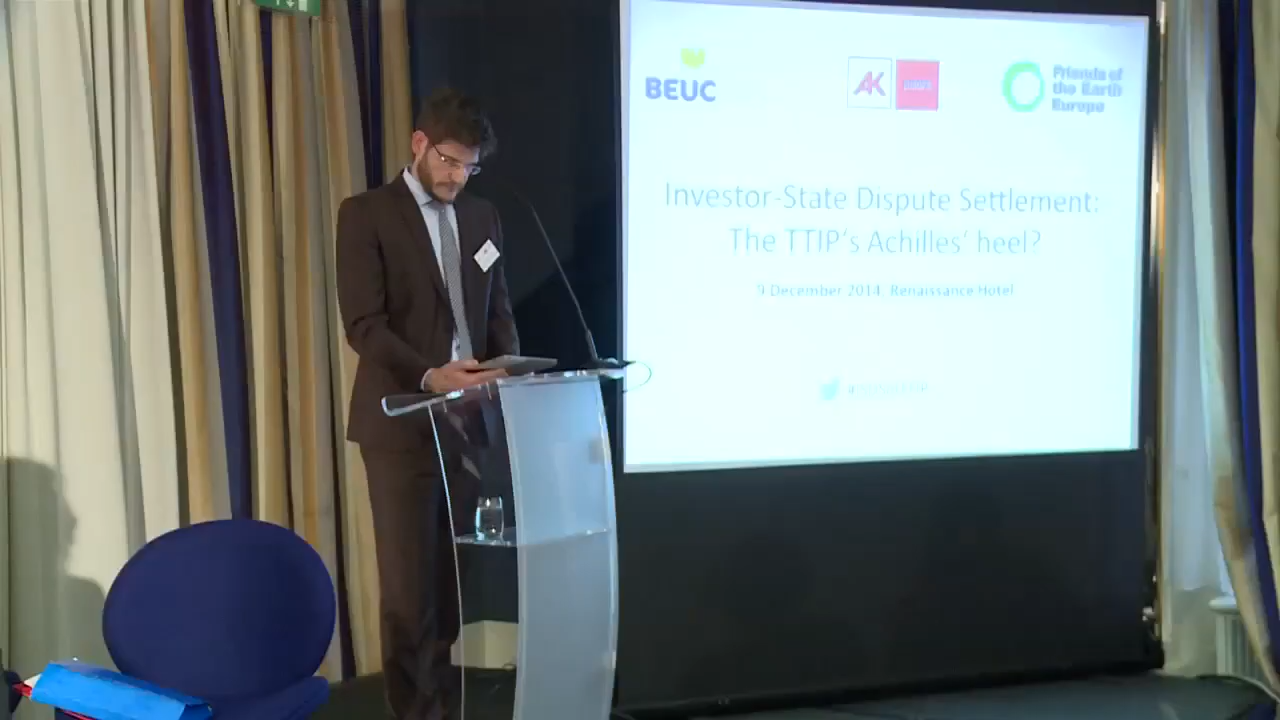 BEUC
AK
Friends of
the Earth
Europe
Investor-State Dispute Settlement:
The TTIP's Achilles' heel?
9 December 2014, Renaissance Hotel